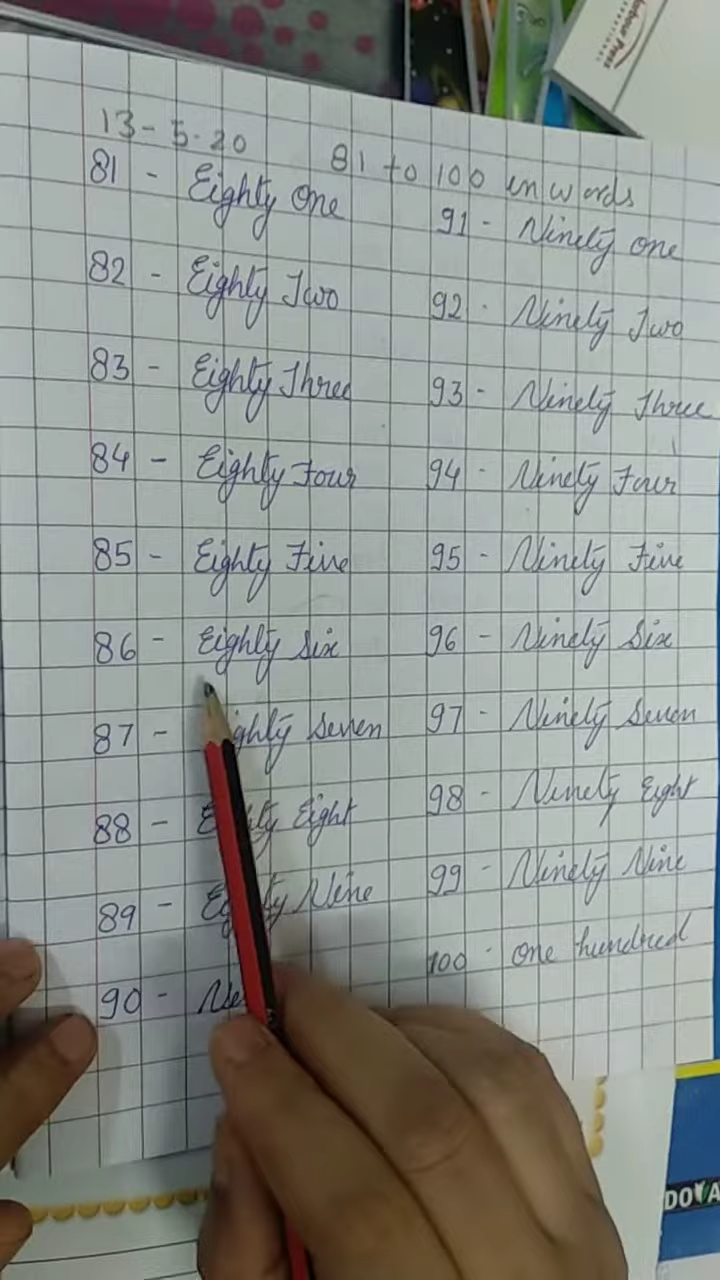 13-5-20
81 to 100 in words
81 - Eighty One
82 - Eighty Two
83 - Eighty Three
84 - Eighty Four
85 - Eighty Five
86 - Eighty Six
87 - ghty Seven
88 - Eighty Eight
89 - Eighty Nine
90 -
91 - Ninety one
92 - Ninety Two
93 - Ninety Three
94 - Ninety Four
95 - Ninety Five
96 - Ninety Six
97 - Ninety Seven
98 - Ninety Eight
99 - Ninety Nine
100 - One hundred